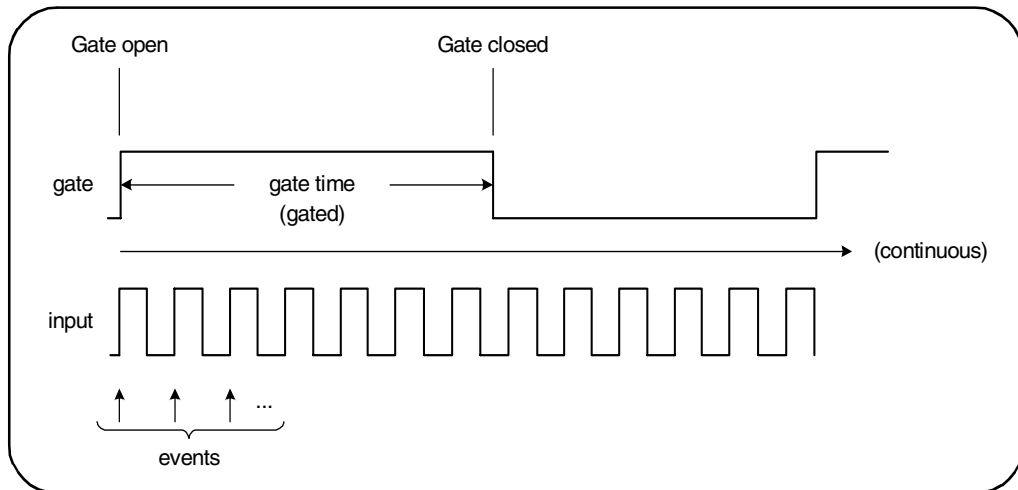 Gate open
Gate closed
gate
gate time
(gated)
(continuous)
input
...
events